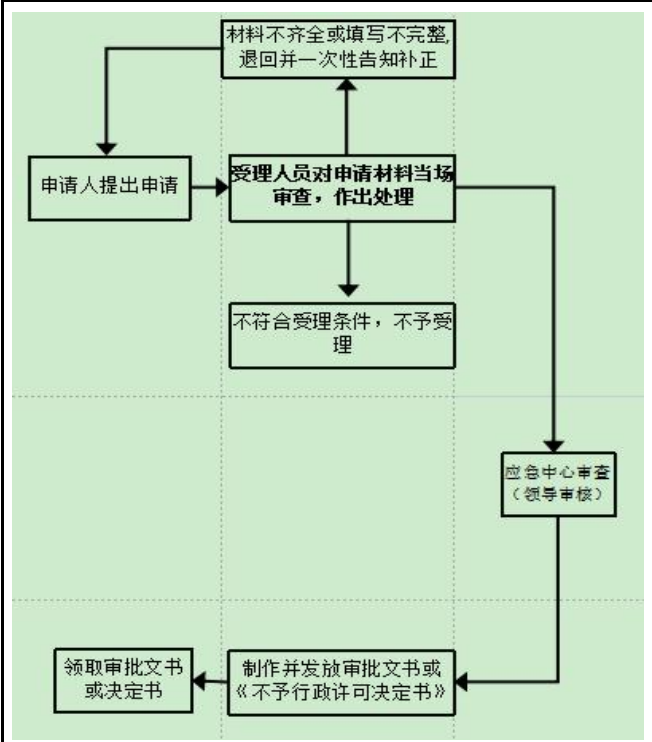 材料不齐全或填写不完整,
退回并一次性告知补正
申请人提出申请
受理人员对申请材料当场
审查，作出处理
不符合受理条件，不予受
理
应急中心审查
（领导审核）
领取审批文书
或决定书
制作并发放审批文书或
《不予行政许可决定书》